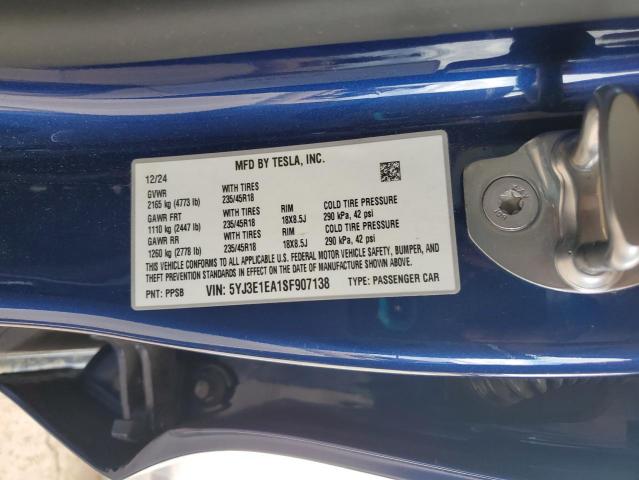 MFD BY TESLA, INC.
12/24
GVWR WITH TIRES
2165 kg (4773 lb) 235/45R18
GAWR FRT WITH TIRES RIM COLD TIRE PRESSURE
1110 kg (2447 lb) 235/45R18 18X8.5J 290 kPa, 42 psi
GAWR RR WITH TIRES RIM COLD TIRE PRESSURE
1260 kg (2778 lb) 235/45R18 18X8.5J 290 kPa, 42 psi
THIS VEHICLE CONFORMS TO ALL APPLICABLE U.S. FEDERAL MOTOR VEHICLE SAFETY, BUMPER, AND
THEFT PREVENTION STANDARDS IN EFFECT ON THE DATE OF MANUFACTURE SHOWN ABOVE.
PNT: PPSB VIN: 5YJ3E1EA1SF907138 TYPE: PASSENGER CAR